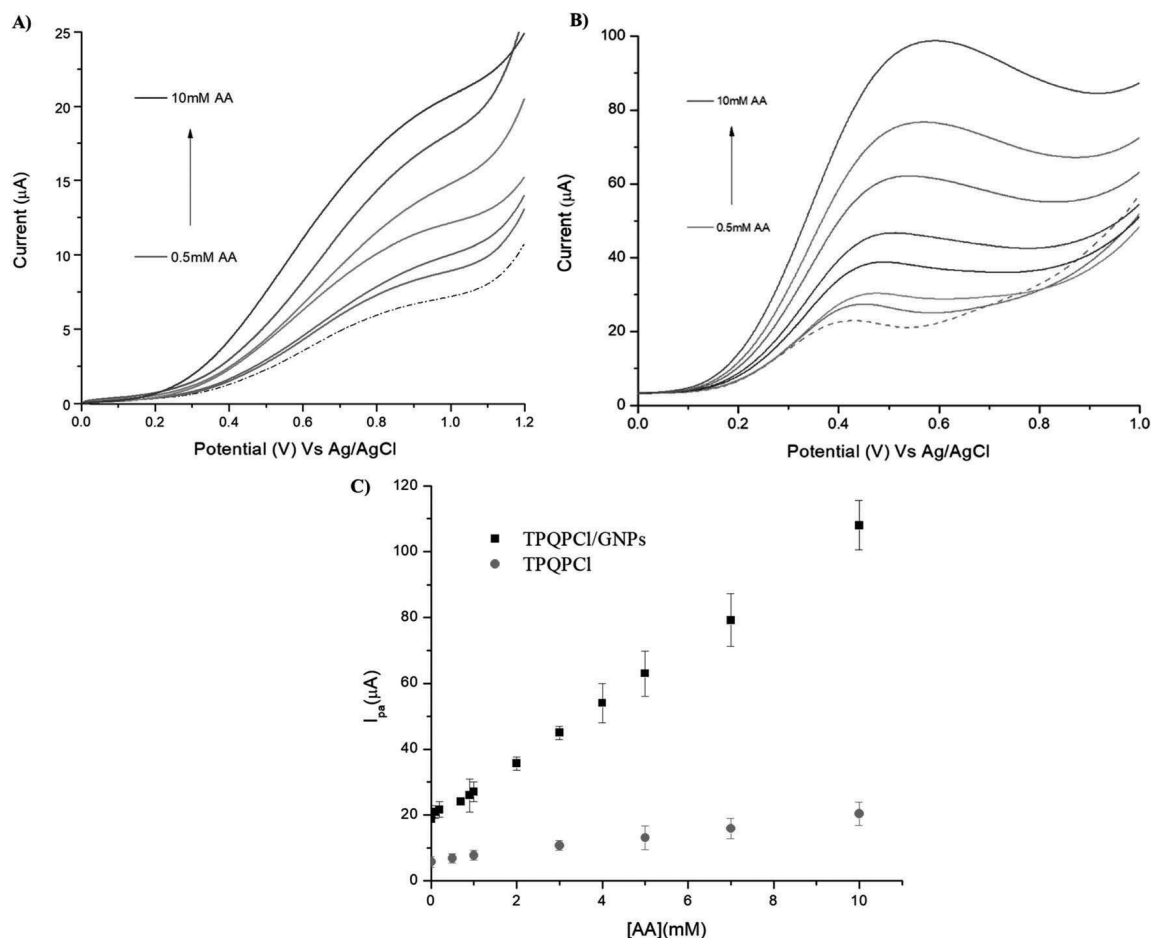 A)
25
20
15
10
5
0
Current (μA)
10mM AA
0.5mM AA
0.0 0.2 0.4 0.6 0.8 1.0 1.2
Potential (V) Vs Ag/AgCl
B)
100
80
60
40
20
0
Current (μA)
10mM AA
0.5mM AA
0.0 0.2 0.4 0.6 0.8 1.0
Potential (V) Vs Ag/AgCl
C)
120
100
80
60
40
20
0
I_pa(μA)
TPQPCl/GNPs
TPQPCl
0 2 4 6 8 10
[AA](mM)